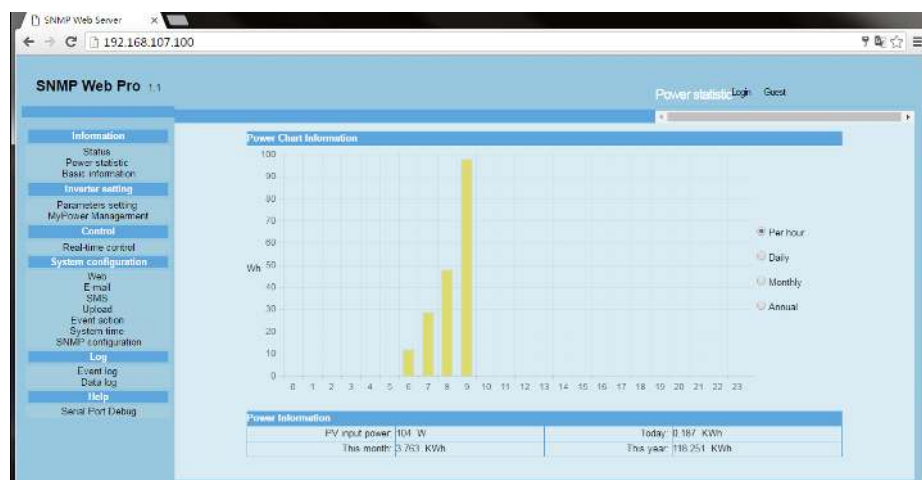 SNMP Web Server
192.168.107.100
SNMP Web Pro 1.1
Power statistic Login Guest
Information
Status
Power statistic
Basic information
Inverter setting
Parameters setting
MyPower Management
Control
Real-time control
System configuration
Web
E-mail
SMS
Upload
Event action
System time
SNMP configuration
Log
Event log
Data log
Help
Serial Port Debug
Power Chart Information
100
90
80
70
60
Wh 50
40
30
20
10
0
0 1 2 3 4 5 6 7 8 9 10 11 12 13 14 15 16 17 18 19 20 21 22 23
Per hour
Daily
Monthly
Annual
Power Information
PV input power: 104 W Today: 0.187 KWh
This month: 3.763 KWh This year: 118.251 KWh